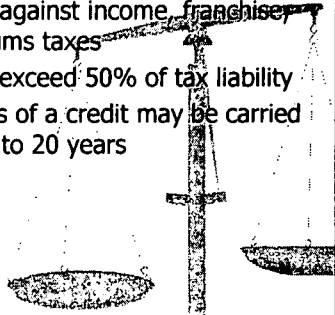 against income, franchise,
ums taxes
exceed 50% of tax liability
s of a credit may be carried
to 20 years